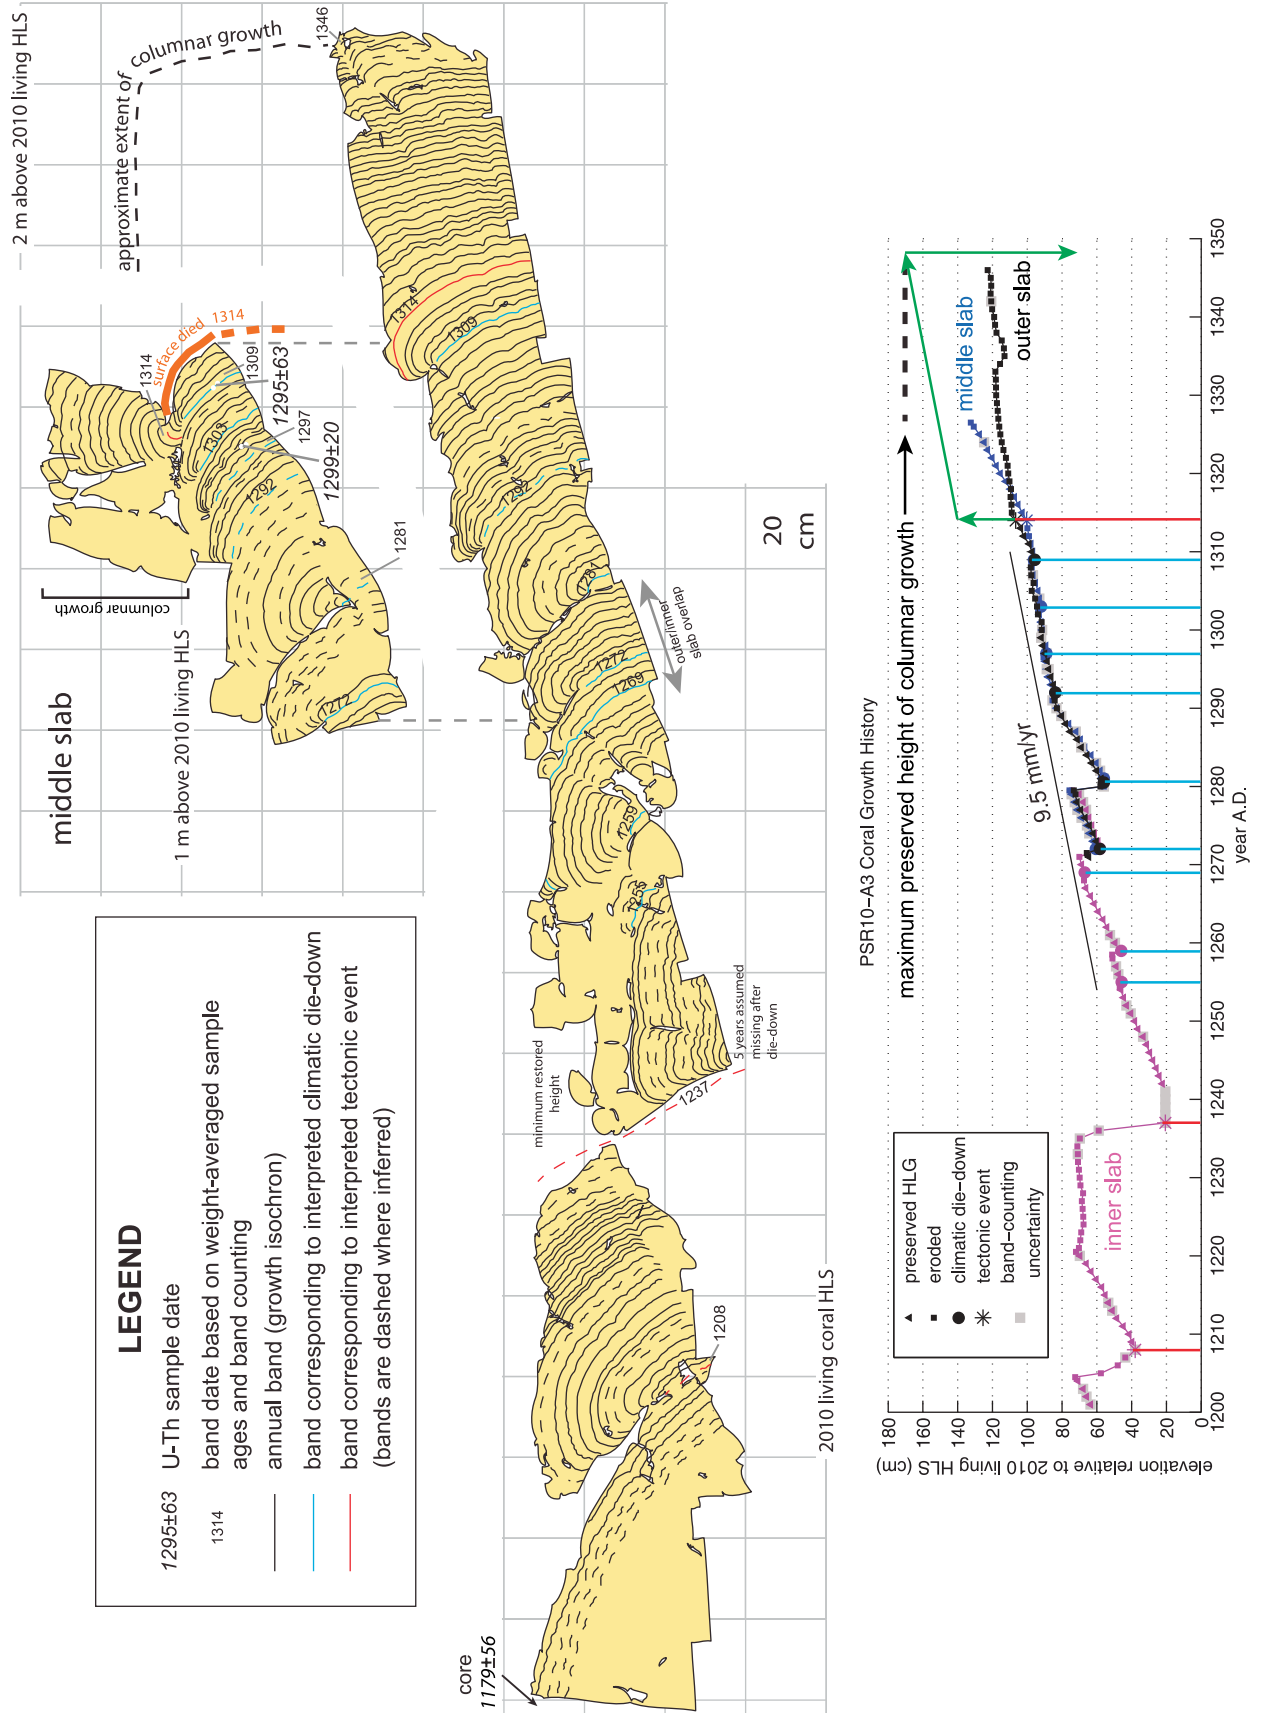 2 m above 2010 living HLS
approximate extent of
columnar growth
1346
middle slab
1 m above 2010 living HLS
columnar growth
surface died 1314
1314
1309
1295±63
1303
1297
1299±20
1292
1281
1272
LEGEND
1295±63 U-Th sample date
1314 band date based on weight-averaged sample
ages and band counting
annual band (growth isochron)
band corresponding to interpreted climatic die-down
band corresponding to interpreted tectonic event
(bands are dashed where inferred)
1314
1309
1292
1281
1272
1269
1259
1255
1237
1208
20
cm
outer/inner
slab overlap
5 years assumed
missing after
die-down
minimum restored
height
core
1179±56
2010 living coral HLS
PSR10-A3 Coral Growth History
maximum preserved height of columnar growth
middle slab
outer slab
9.5 mm/yr
inner slab
preserved HLG
eroded
climatic die-down
tectonic event
band-counting
uncertainty
elevation relative to 2010 living HLS (cm)
180
160
140
120
100
80
60
40
20
0
1200
1210
1220
1230
1240
1250
1260
1270
1280
1290
1300
1310
1320
1330
1340
1350
year A.D.